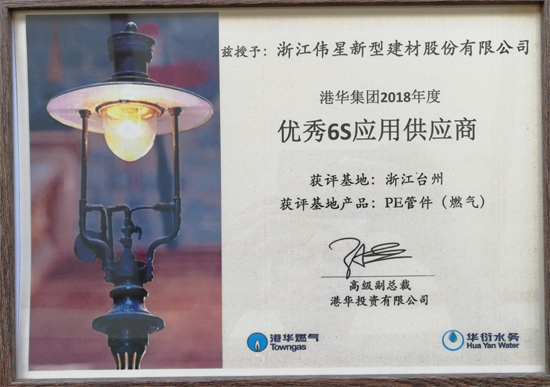 兹授予：浙江伟星新型建材股份有限公司
港华集团2018年度
优秀6S应用供应商
获评基地：浙江台州
获评基地产品：PE管件（燃气）
高级副总裁
港华投资有限公司
港华燃气
Towngas
华衍水务
Hua Yan Water